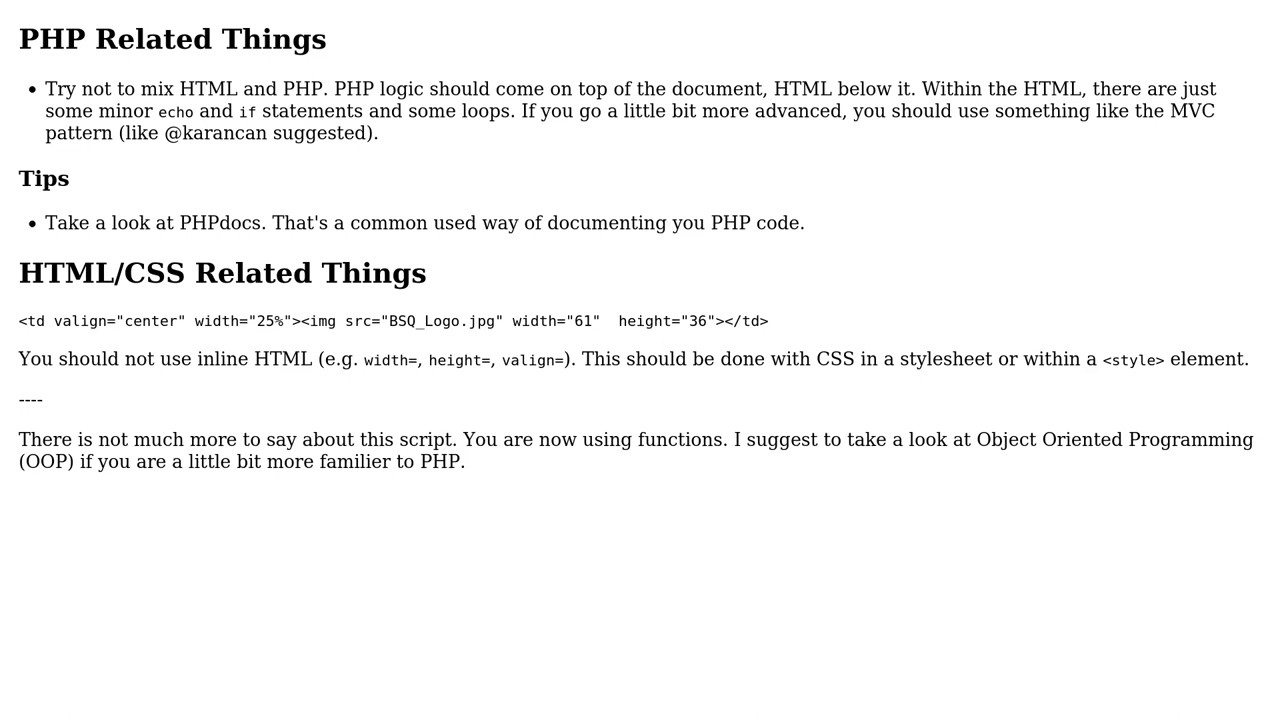 PHP Related Things
• Try not to mix HTML and PHP. PHP logic should come on top of the document, HTML below it. Within the HTML, there are just
some minor echo and if statements and some loops. If you go a little bit more advanced, you should use something like the MVC
pattern (like @karancan suggested).
Tips
• Take a look at PHPdocs. That's a common used way of documenting you PHP code.
HTML/CSS Related Things
<td valign="center" width="25%"><img src="BSQ_Logo.jpg" width="61"  height="36"></td>
You should not use inline HTML (e.g. width=, height=, valign=). This should be done with CSS in a stylesheet or within a <style> element.
----
There is not much more to say about this script. You are now using functions. I suggest to take a look at Object Oriented Programming
(OOP) if you are a little bit more familier to PHP.